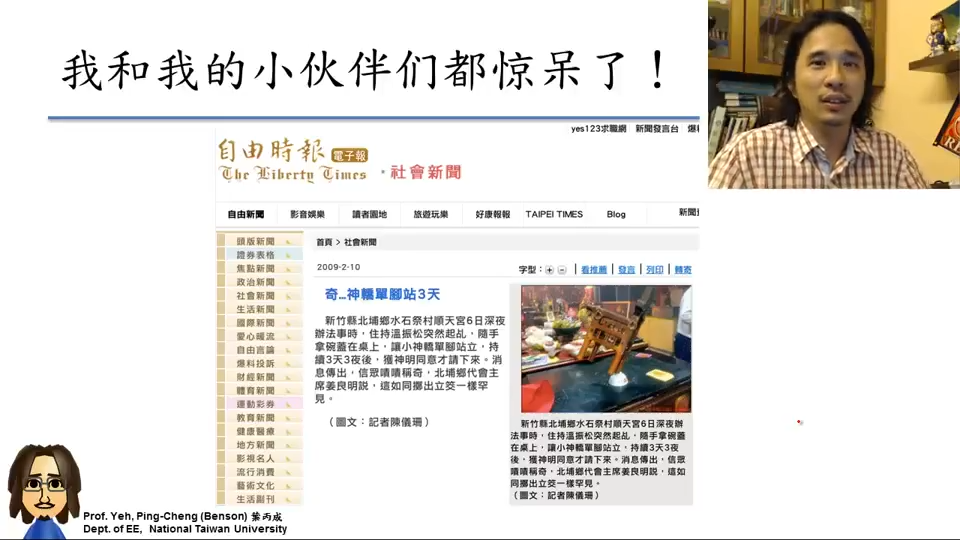 我和我的小伙伴们都惊呆了！
yes123求職網 新聞發言台 爆
自由時報 電子報
The Liberty Times ・社會新聞
自由新聞 影音娛樂 讀者園地 旅遊玩樂 好康報報 TAIPEI TIMES Blog 新聞
頭版新聞
證券表格
焦點新聞
政治新聞
社會新聞
生活新聞
國際新聞
愛心暖流
自由言論
爆料投訴
財經新聞
體育新聞
運動彩券
教育新聞
健康醫療
地方新聞
影視名人
流行消費
藝術文化
生活副刊
首頁 > 社會新聞
2009-2-10 字型： + - | 看推薦 | 發言 | 列印 | 轉寄
奇…神轎單腳站3天
新竹縣北埔鄉水石祭村順天宮6日深夜
辦法事時，住持溫振松突然起乩，隨手
拿碗蓋在桌上，讓小神轎單腳站立，持
續3天3夜後，獲神明同意才請下來。消
息傳出，信眾嘖嘖稱奇，北埔鄉代會主
席姜良明說，這如同擲出立筊一樣罕
見。
（圖文：記者陳儀珊）
新竹縣北埔鄉水石祭村順天宮6日深夜辦
法事時，住持溫振松突然起乩，隨手拿碗蓋
在桌上，讓小神轎單腳站立，持續3天3夜
後，獲神明同意才請下來。消息傳出，信眾
嘖嘖稱奇，北埔鄉代會主席姜良明說，這如
同擲出立筊一樣罕見。
（圖文：記者陳儀珊）
Prof. Yeh, Ping-Cheng (Benson) 葉丙成
Dept. of EE, National Taiwan University